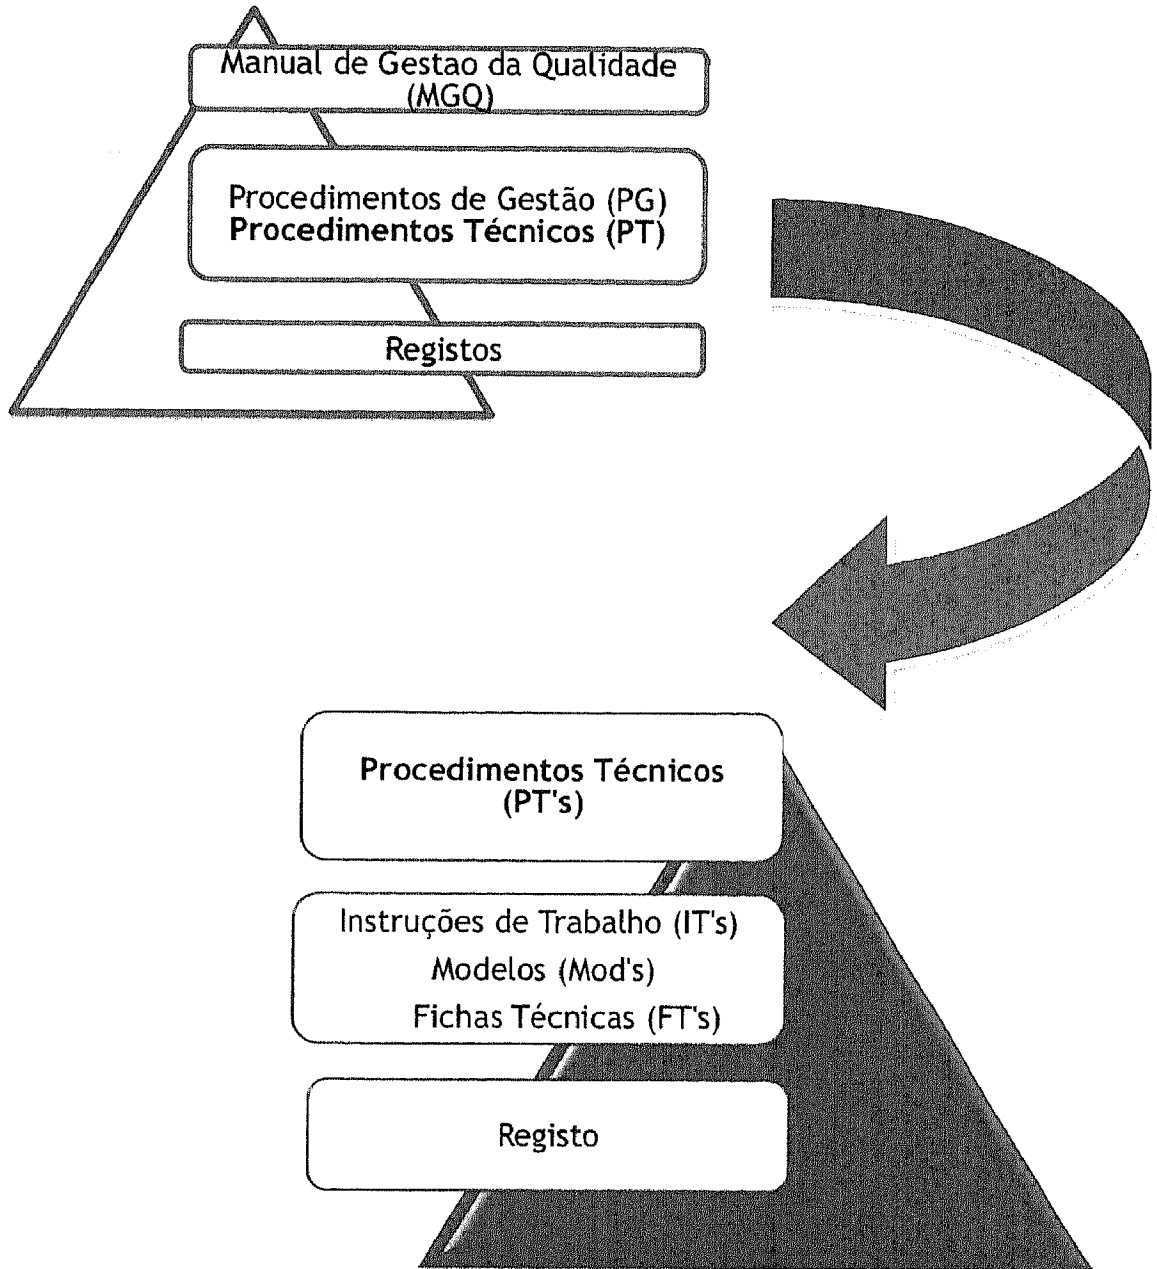 Manual de Gestao da Qualidade
(MGQ)
Procedimentos de Gestão (PG)
Procedimentos Técnicos (PT)
Registos
Procedimentos Técnicos
(PT's)
Instruções de Trabalho (IT's)
Modelos (Mod's)
Fichas Técnicas (FT's)
Registo